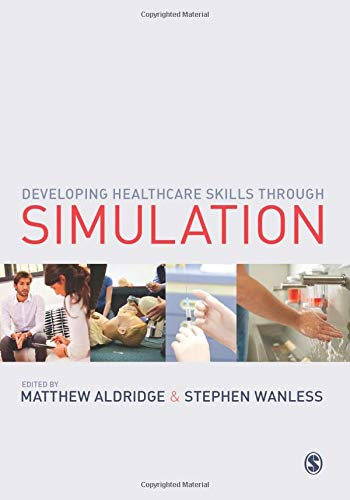 Copyrighted Material
DEVELOPING HEALTHCARE SKILLS THROUGH
SIMULATION
EDITED BY
MATTHEW ALDRIDGE & STEPHEN WANLESS
S
Copyrighted Material